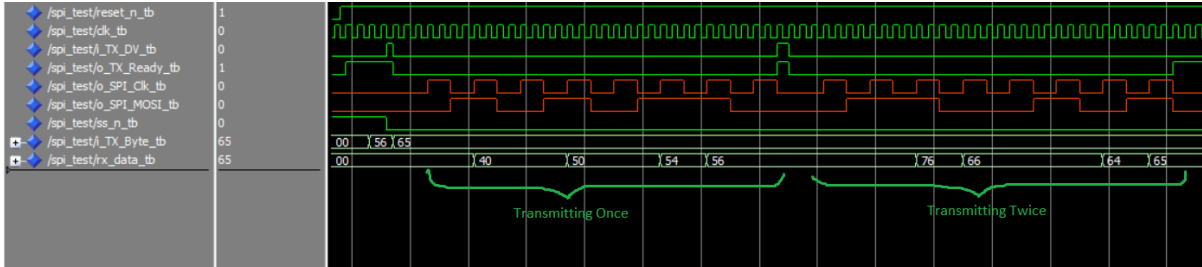 /spi_test/reset_n_tb 1
/spi_test/clk_tb 0
/spi_test/i_TX_DV_tb 0
/spi_test/o_TX_Ready_tb 1
/spi_test/o_SPI_Clk_tb 0
/spi_test/o_SPI_MOSI_tb 0
/spi_test/ss_n_tb 0
/spi_test/i_TX_Byte_tb 65 00 56 65
/spi_test/rx_data_tb 65 00 40 50 54 56 76 66 64 65
Transmitting Once Transmitting Twice